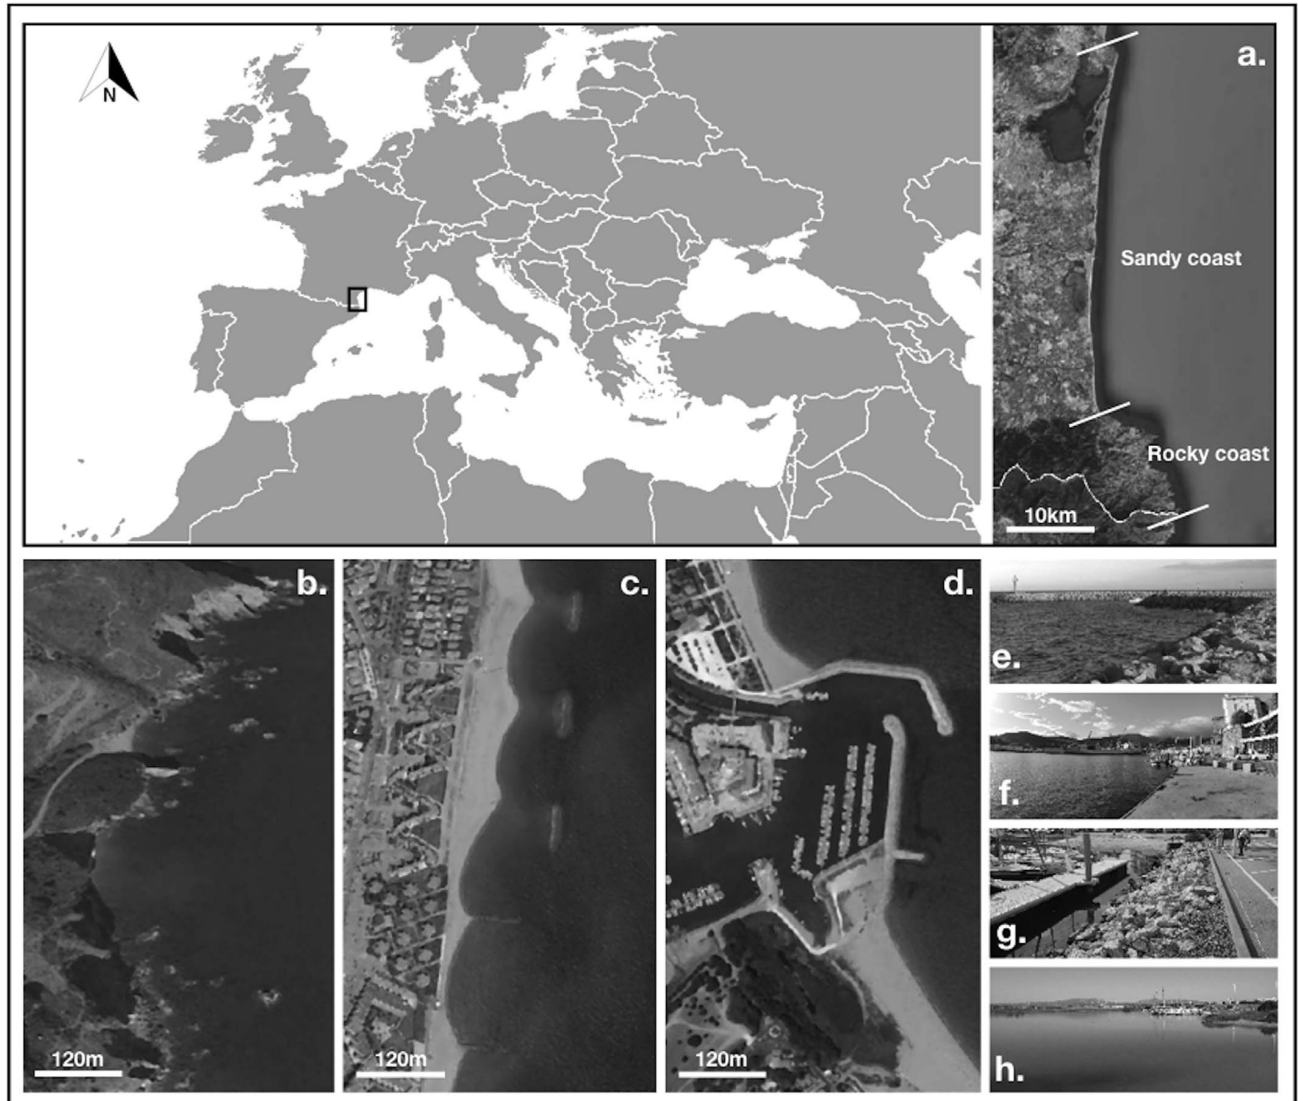 N
a.
Sandy coast
Rocky coast
10km
b.
120m
c.
120m
d.
120m
e.
f.
g.
h.